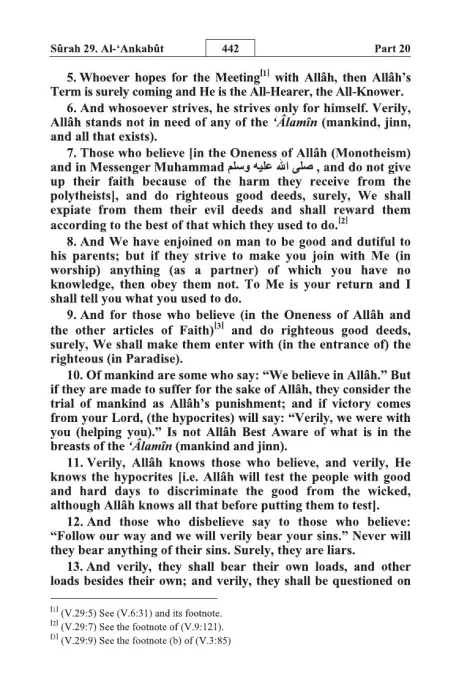 Sûrah 29. Al-‘Ankabût 442 Part 20
5. Whoever hopes for the Meeting[1] with Allâh, then Allâh’s
Term is surely coming and He is the All-Hearer, the All-Knower.
6. And whosoever strives, he strives only for himself. Verily,
Allâh stands not in need of any of the ‘Âlamîn (mankind, jinn,
and all that exists).
7. Those who believe [in the Oneness of Allâh (Monotheism)
and in Messenger Muhammad صلى الله عليه وسلم , and do not give
up their faith because of the harm they receive from the
polytheists], and do righteous good deeds, surely, We shall
expiate from them their evil deeds and shall reward them
according to the best of that which they used to do.[2]
8. And We have enjoined on man to be good and dutiful to
his parents; but if they strive to make you join with Me (in
worship) anything (as a partner) of which you have no
knowledge, then obey them not. To Me is your return and I
shall tell you what you used to do.
9. And for those who believe (in the Oneness of Allâh and
the other articles of Faith)[3] and do righteous good deeds,
surely, We shall make them enter with (in the entrance of) the
righteous (in Paradise).
10. Of mankind are some who say: “We believe in Allâh.” But
if they are made to suffer for the sake of Allâh, they consider the
trial of mankind as Allâh’s punishment; and if victory comes
from your Lord, (the hypocrites) will say: “Verily, we were with
you (helping you).” Is not Allâh Best Aware of what is in the
breasts of the ‘Âlamîn (mankind and jinn).
11. Verily, Allâh knows those who believe, and verily, He
knows the hypocrites [i.e. Allâh will test the people with good
and hard days to discriminate the good from the wicked,
although Allâh knows all that before putting them to test].
12. And those who disbelieve say to those who believe:
“Follow our way and we will verily bear your sins.” Never will
they bear anything of their sins. Surely, they are liars.
13. And verily, they shall bear their own loads, and other
loads besides their own; and verily, they shall be questioned on
[1] (V.29:5) See (V.6:31) and its footnote.
[2] (V.29:7) See the footnote of (V.9:121).
[3] (V.29:9) See the footnote (b) of (V.3:85)